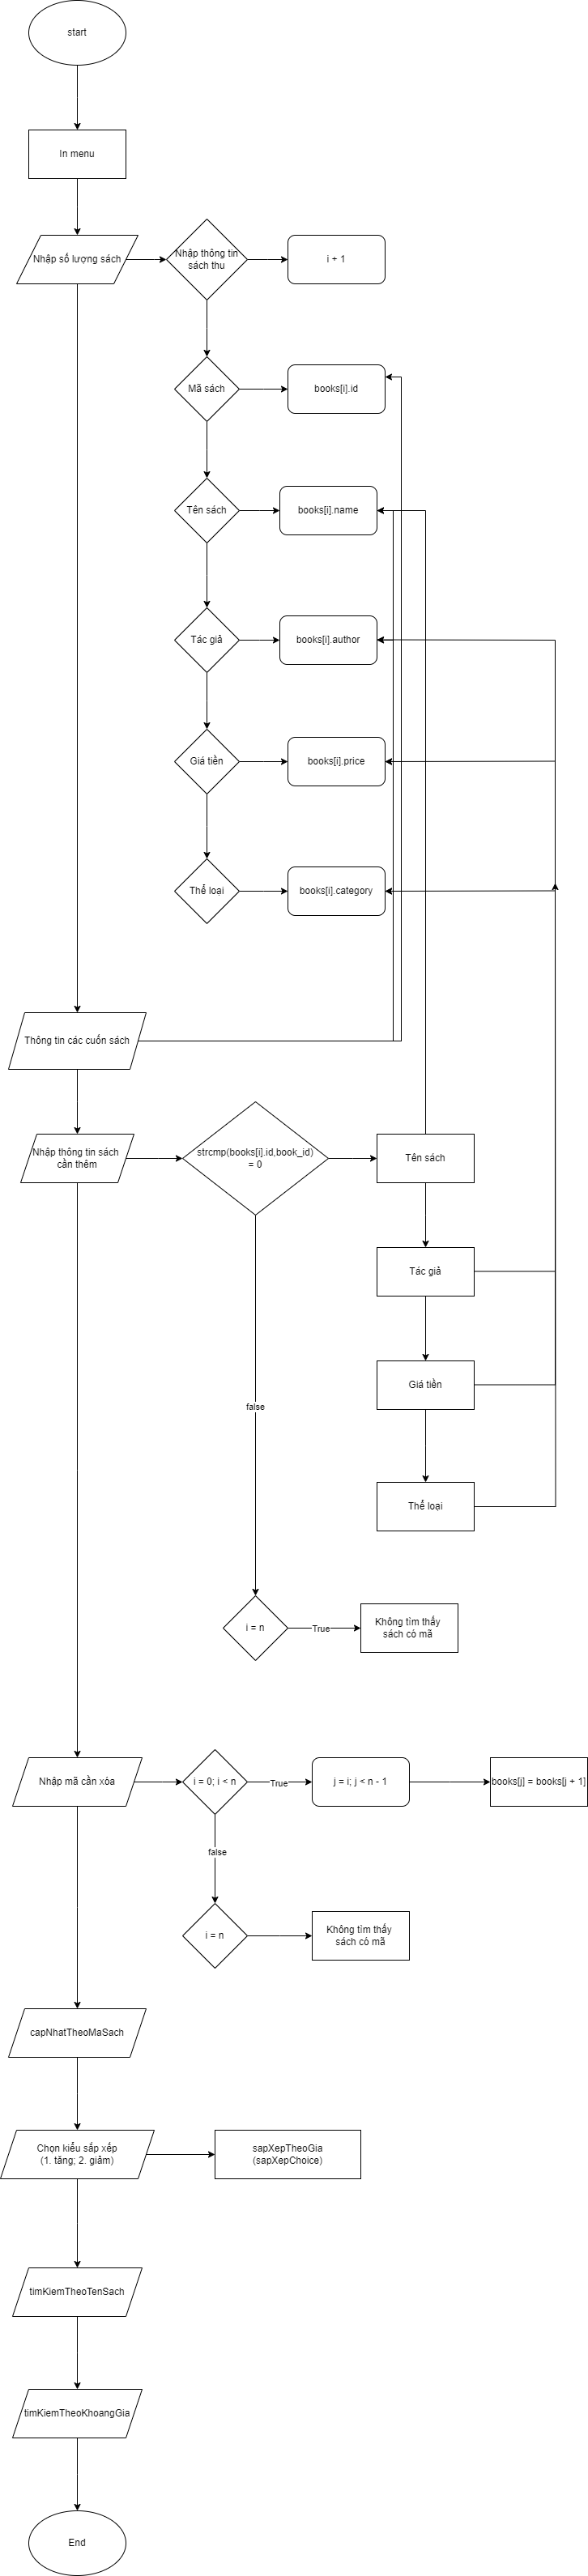 start
In menu
Nhập số lượng sách
Nhập thông tin
sách thu
i + 1
Mã sách
books[i].id
Tên sách
books[i].name
Tác giả
books[i].author
Giá tiền
books[i].price
Thể loại
books[i].category
Thông tin các cuốn sách
Nhập thông tin sách
cần thêm
strcmp(books[i].id,book_id)
= 0
Tên sách
Tác giả
Giá tiền
false
Thể loại
i = n
True
Không tìm thấy
sách có mã
Nhập mã cần xóa
i = 0; i < n
True
j = i; j < n - 1
books[j] = books[j + 1]
false
i = n
Không tìm thấy
sách có mã
capNhatTheoMaSach
Chọn kiểu sắp xếp
(1. tăng; 2. giảm)
sapXepTheoGia
(sapXepChoice)
timKiemTheoTenSach
timKiemTheoKhoangGia
End